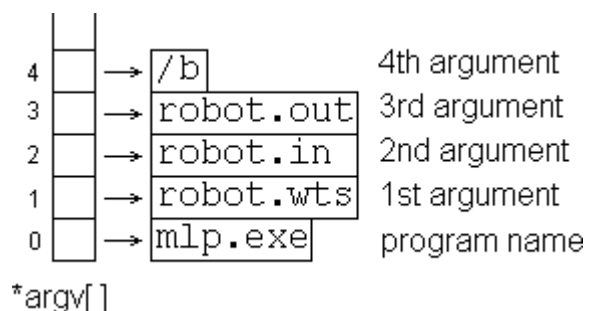 4 /b 4th argument
3 robot.out 3rd argument
2 robot.in 2nd argument
1 robot.wts 1st argument
0 mlp.exe program name
*argv[ ]